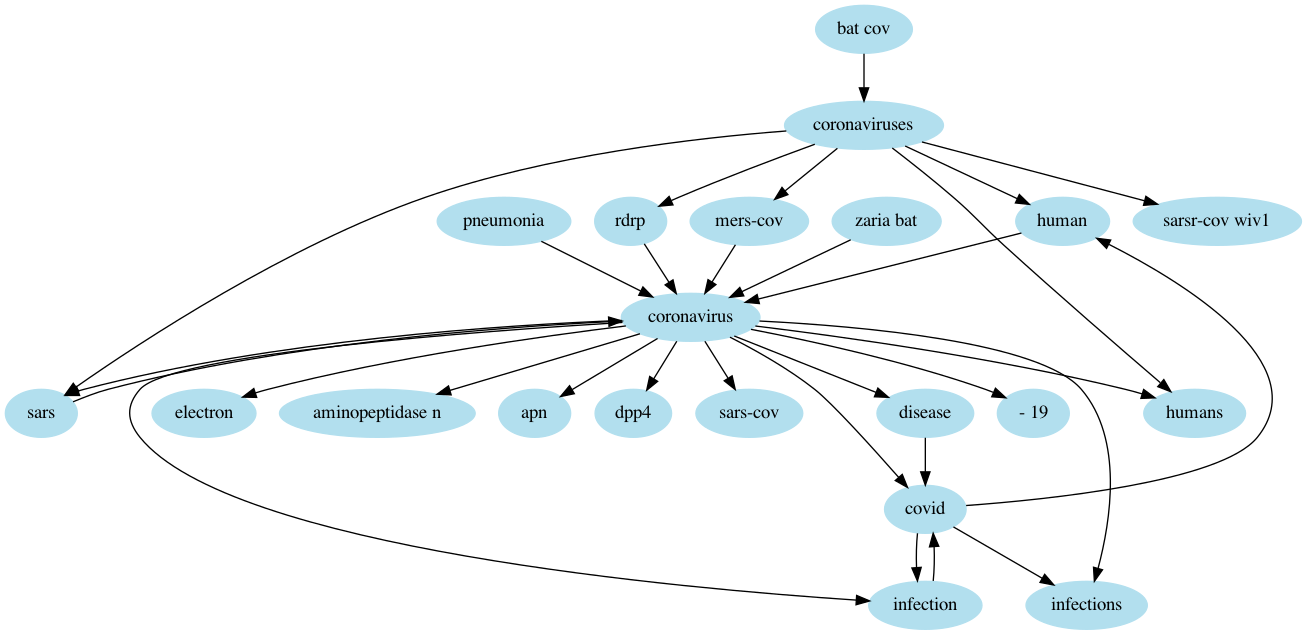 bat cov
coronaviruses
pneumonia
rdrp
mers-cov
zaria bat
human
sarsr-cov wiv1
coronavirus
sars
electron
aminopeptidase n
apn
dpp4
sars-cov
disease
- 19
humans
covid
infection
infections